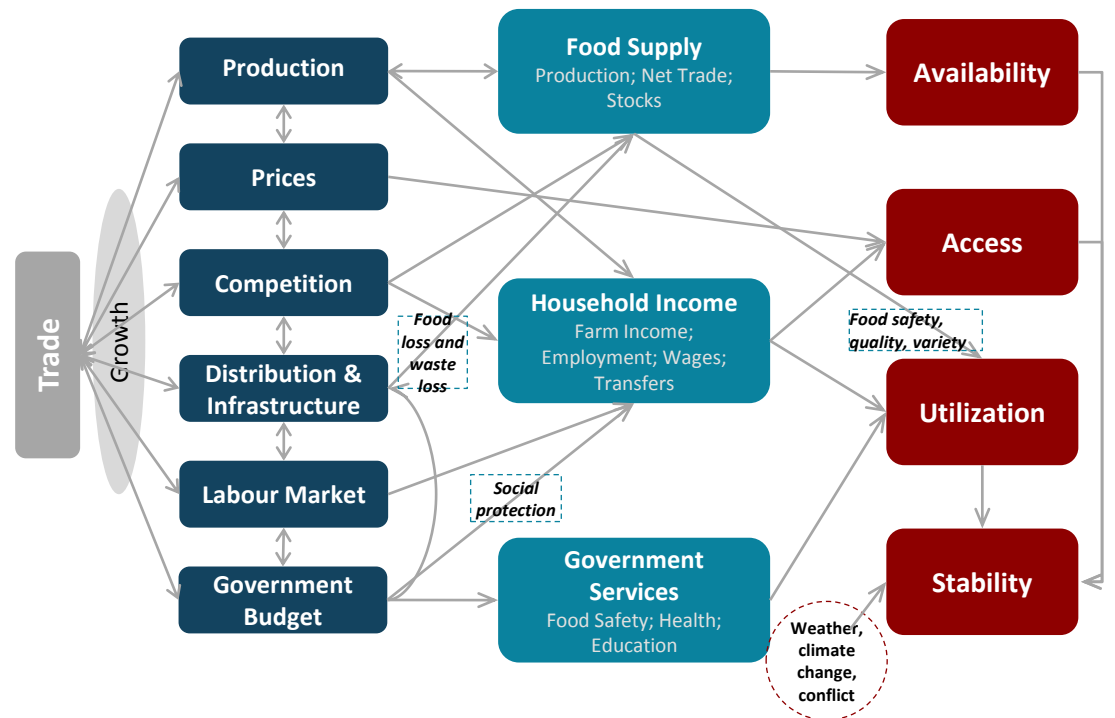 Trade
Growth
Production
Prices
Competition
Distribution &
Infrastructure
Labour Market
Government
Budget
Food Supply
Production; Net Trade;
Stocks
Food
loss and
waste
loss
Household Income
Farm Income;
Employment; Wages;
Transfers
Social
protection
Government
Services
Food Safety; Health;
Education
Availability
Access
Food safety,
quality, variety
Utilization
Stability
Weather,
climate
change,
conflict